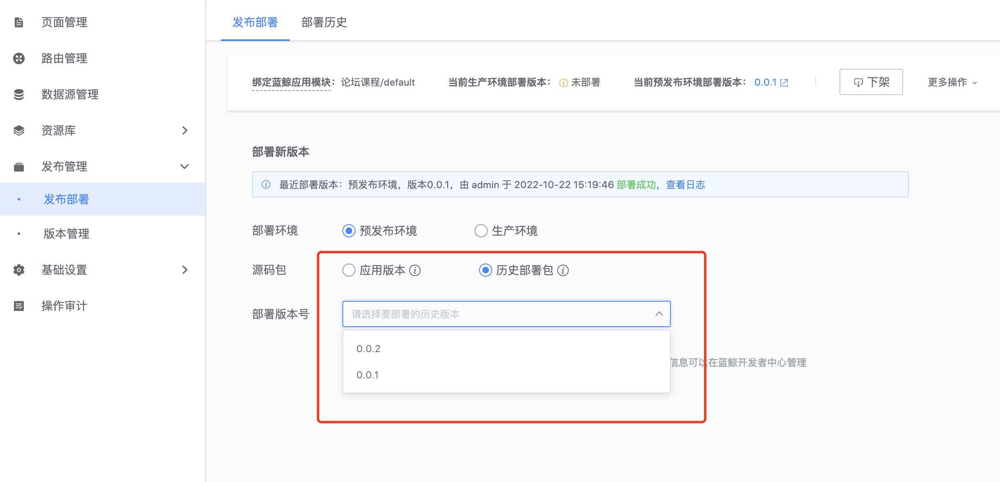 页面管理
路由管理
数据源管理
资源库
发布管理
发布部署
版本管理
基础设置
操作审计
发布部署 部署历史
绑定蓝鲸应用模块：论坛课程/default 当前生产环境部署版本： 未部署 当前预发布环境部署版本： 0.0.1 下架 更多操作
部署新版本
最近部署版本：预发布环境，版本0.0.1，由 admin 于 2022-10-22 15:19:46 部署成功，查看日志
部署环境 预发布环境 生产环境
源码包 应用版本 历史部署包
部署版本号 请选择要部署的历史版本
0.0.2
信息可以在蓝鲸开发者中心管理
0.0.1